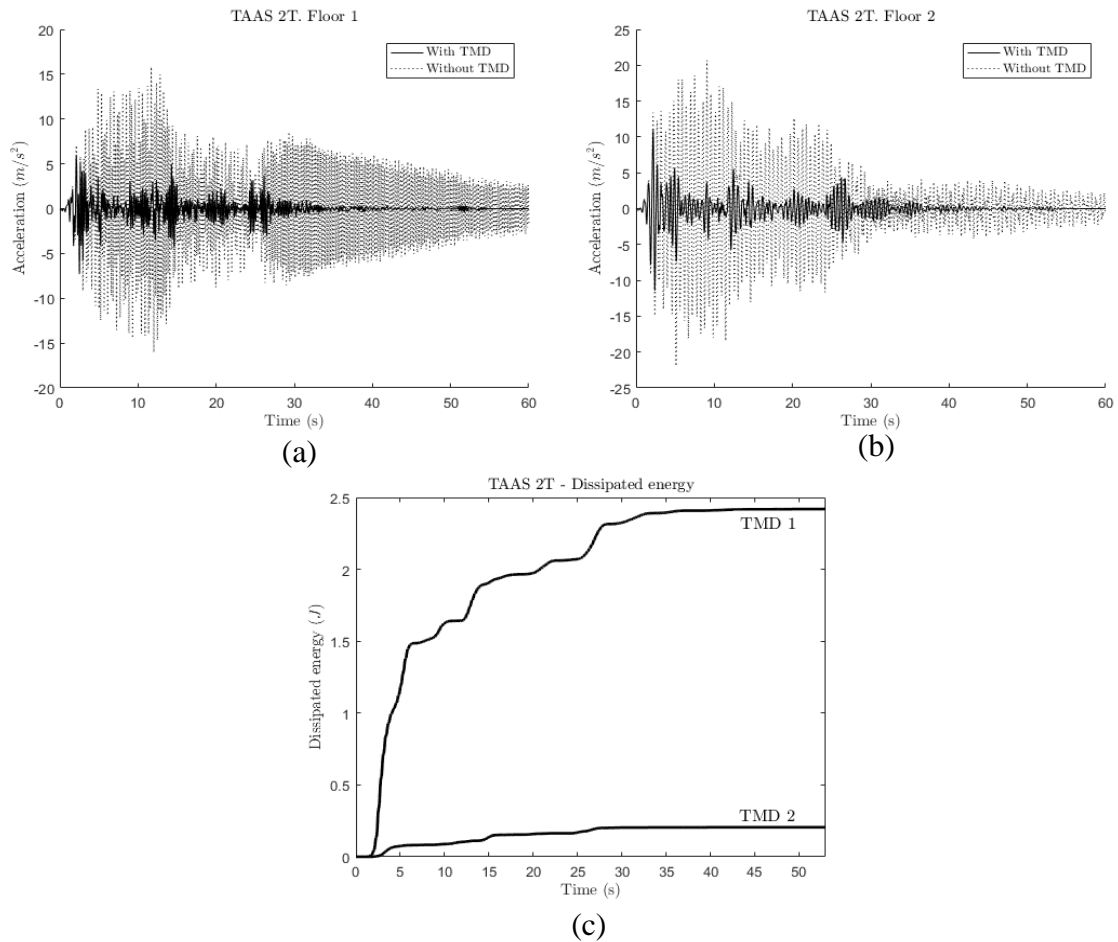 TAAS 2T. Floor 1
20
15
10
5
0
-5
-10
-15
-20
Acceleration (m/s²)
With TMD
Without TMD
0 10 20 30 40 50 60
Time (s)
(a)
TAAS 2T. Floor 2
25
20
15
10
5
0
-5
-10
-15
-20
-25
Acceleration (m/s²)
With TMD
Without TMD
0 10 20 30 40 50 60
Time (s)
(b)
TAAS 2T - Dissipated energy
2.5
2
1.5
1
0.5
0
Dissipated energy (J)
TMD 1
TMD 2
0 5 10 15 20 25 30 35 40 45 50
Time (s)
(c)